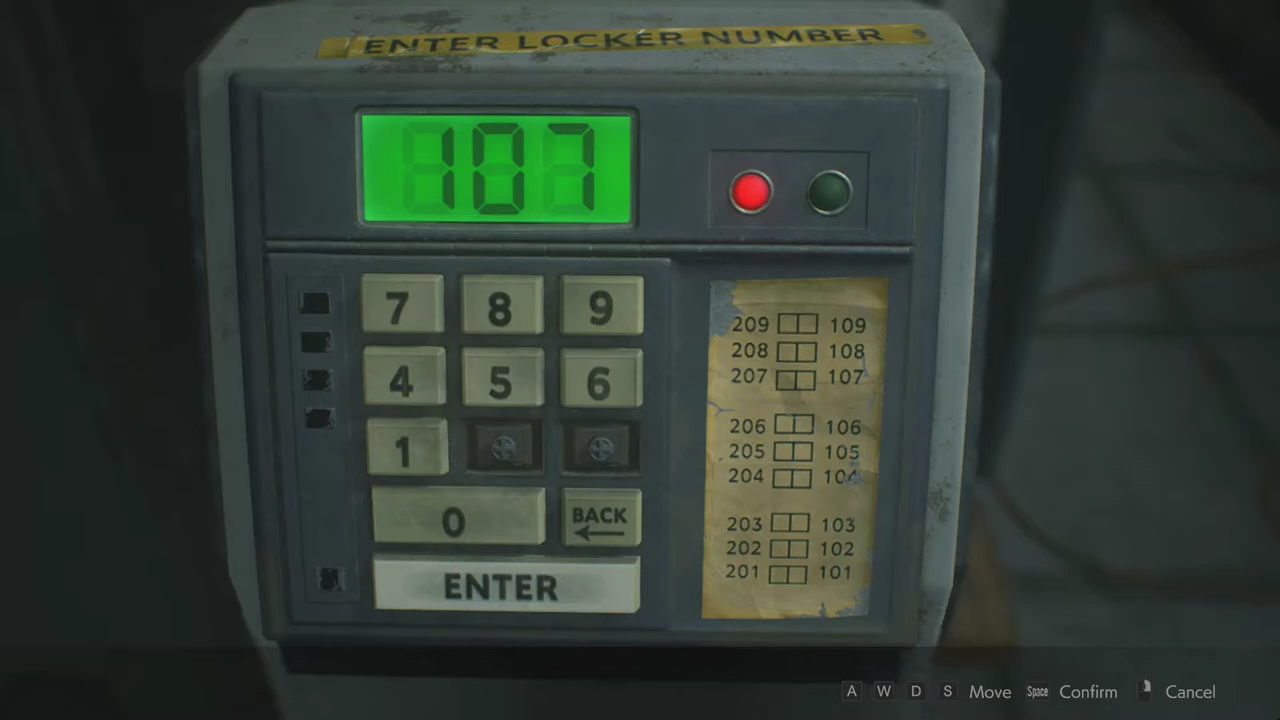 ENTER LOCKER NUMBER
107
7 8 9
4 5 6
1
0 BACK
ENTER
209 109
208 108
207 107
206 106
205 105
204 104
203 103
202 102
201 101
A W D S Move Space Confirm Cancel